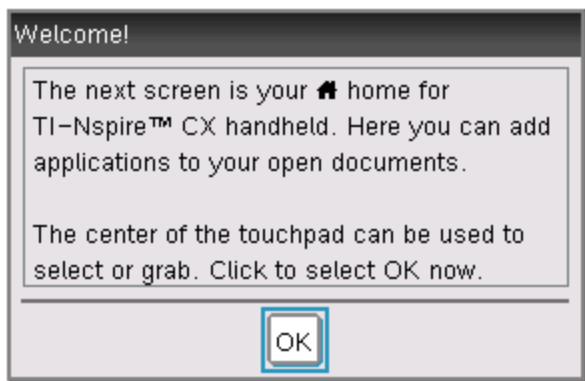 Welcome!
The next screen is your home for
TI-Nspire™ CX handheld. Here you can add
applications to your open documents.
The center of the touchpad can be used to
select or grab. Click to select OK now.
OK